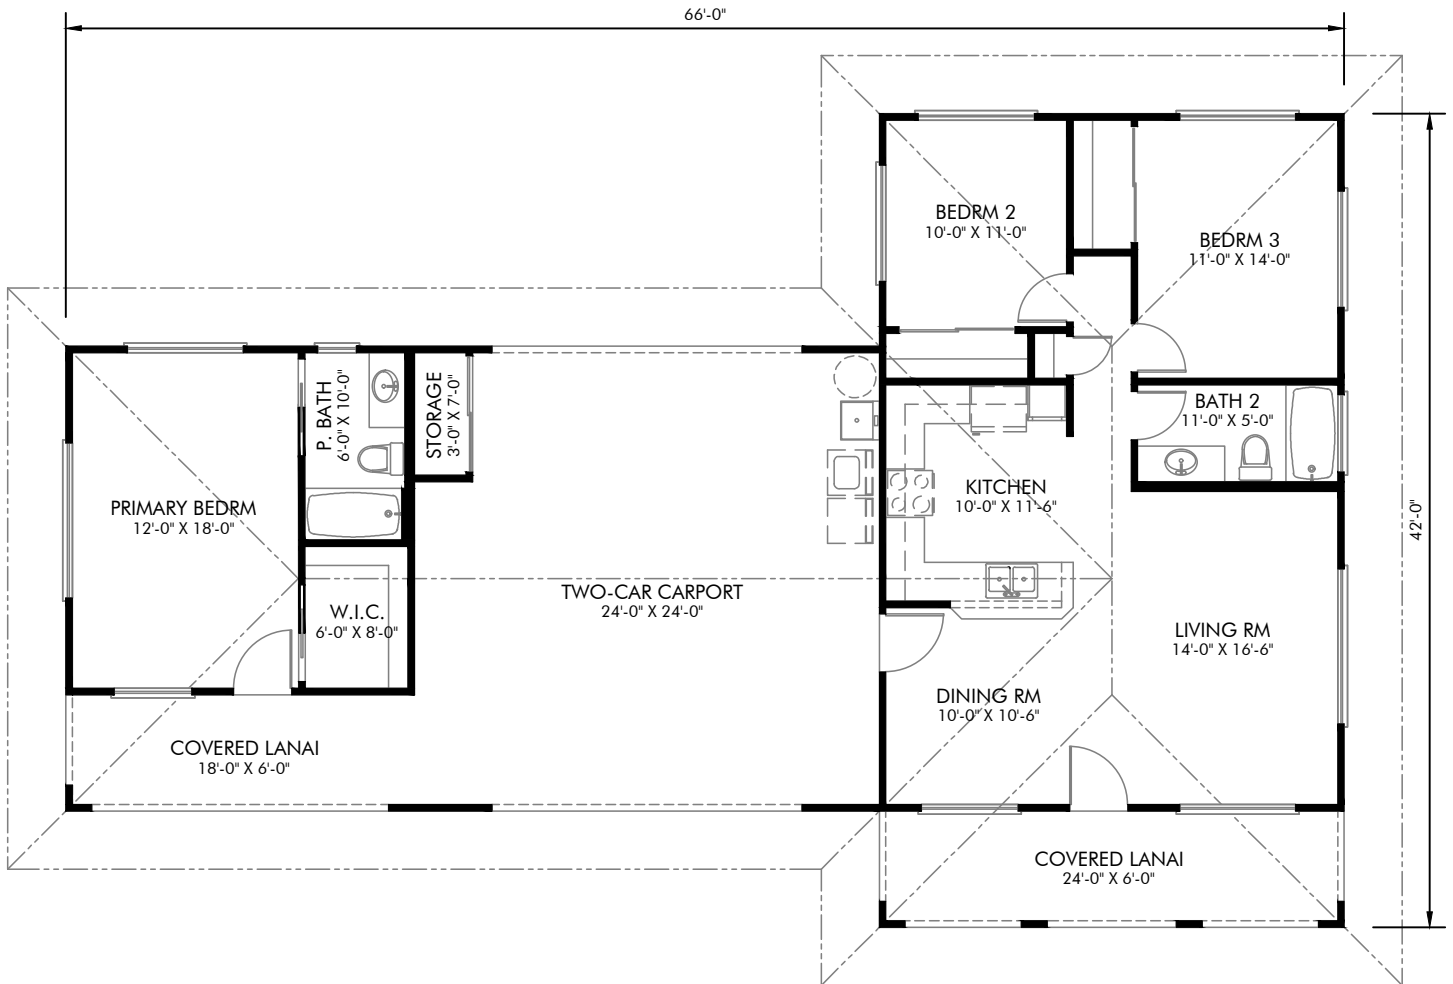 66'-0"
BEDRM 2
10'-0" X 11'-0"
BEDRM 3
11'-0" X 14'-0"
P. BATH
6'-0" X 10'-0"
STORAGE
3'-0" X 7'-0"
BATH 2
11'-0" X 5'-0"
PRIMARY BEDRM
12'-0" X 18'-0"
KITCHEN
10'-0" X 11'-6"
42'-0"
TWO-CAR CARPORT
24'-0" X 24'-0"
W.I.C.
6'-0" X 8'-0"
LIVING RM
14'-0" X 16'-6"
DINING RM
10'-0" X 10'-6"
COVERED LANAI
18'-0" X 6'-0"
COVERED LANAI
24'-0" X 6'-0"